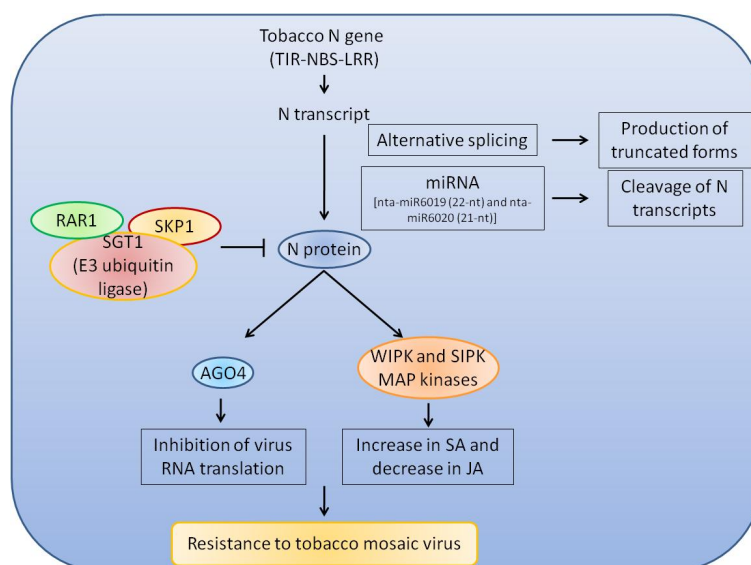 Tobacco N gene
(TIR-NBS-LRR)
N transcript
Alternative splicing
Production of
truncated forms
miRNA
[nta-miR6019 (22-nt) and nta-
miR6020 (21-nt)]
Cleavage of N
transcripts
RAR1
SKP1
SGT1
(E3 ubiquitin
ligase)
N protein
AGO4
WIPK and SIPK
MAP kinases
Inhibition of virus
RNA translation
Increase in SA and
decrease in JA
Resistance to tobacco mosaic virus